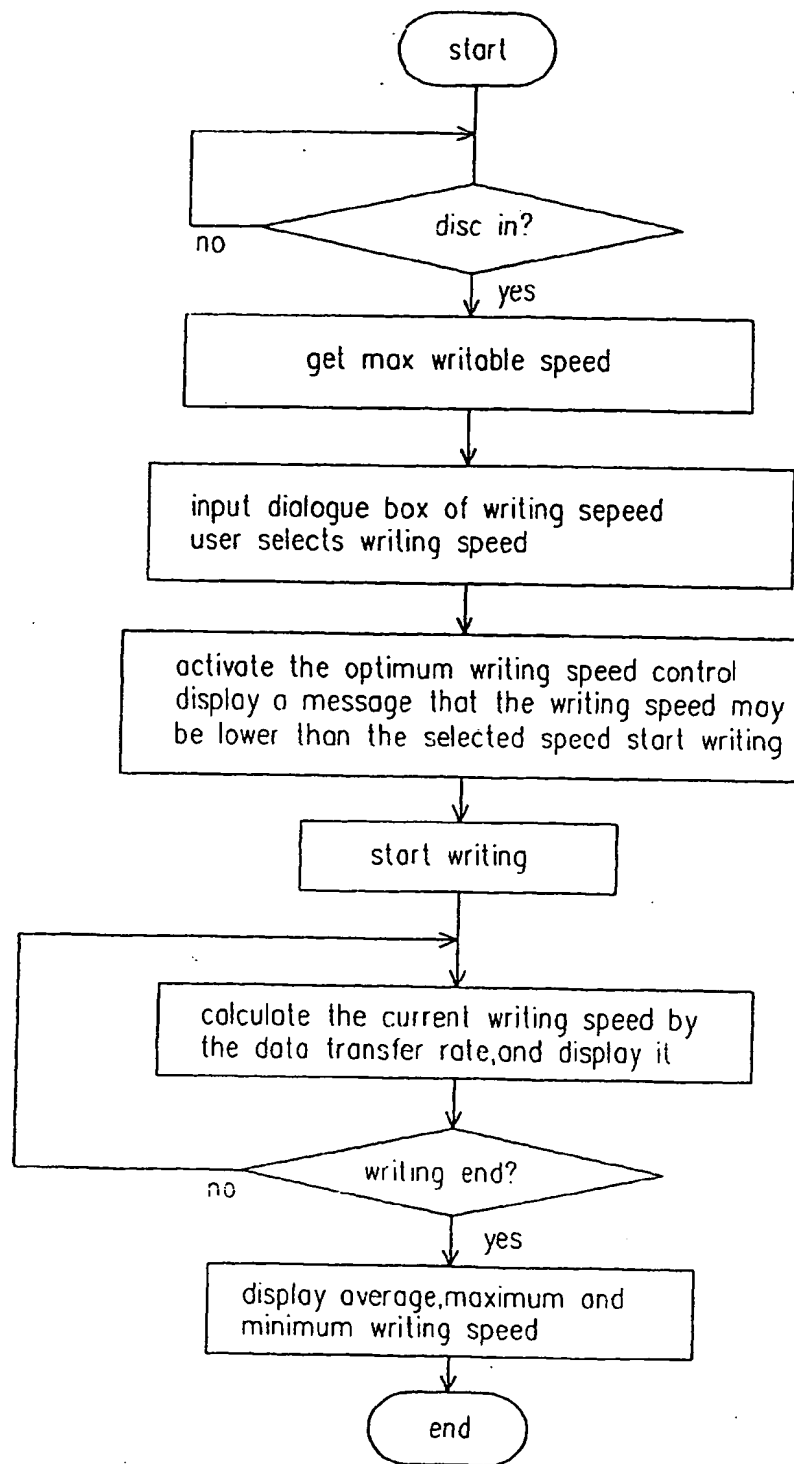 start
disc in?
no
yes
get max writable speed
input dialogue box of writing sepeed
user selects writing speed
activate the optimum writing speed control
display a message that the writing speed may
be lower than the selected speed start writing
start writing
calculate the current writing speed by
the data transfer rate,and display it
writing end?
no
yes
display average,maximum and
minimum writing speed
end